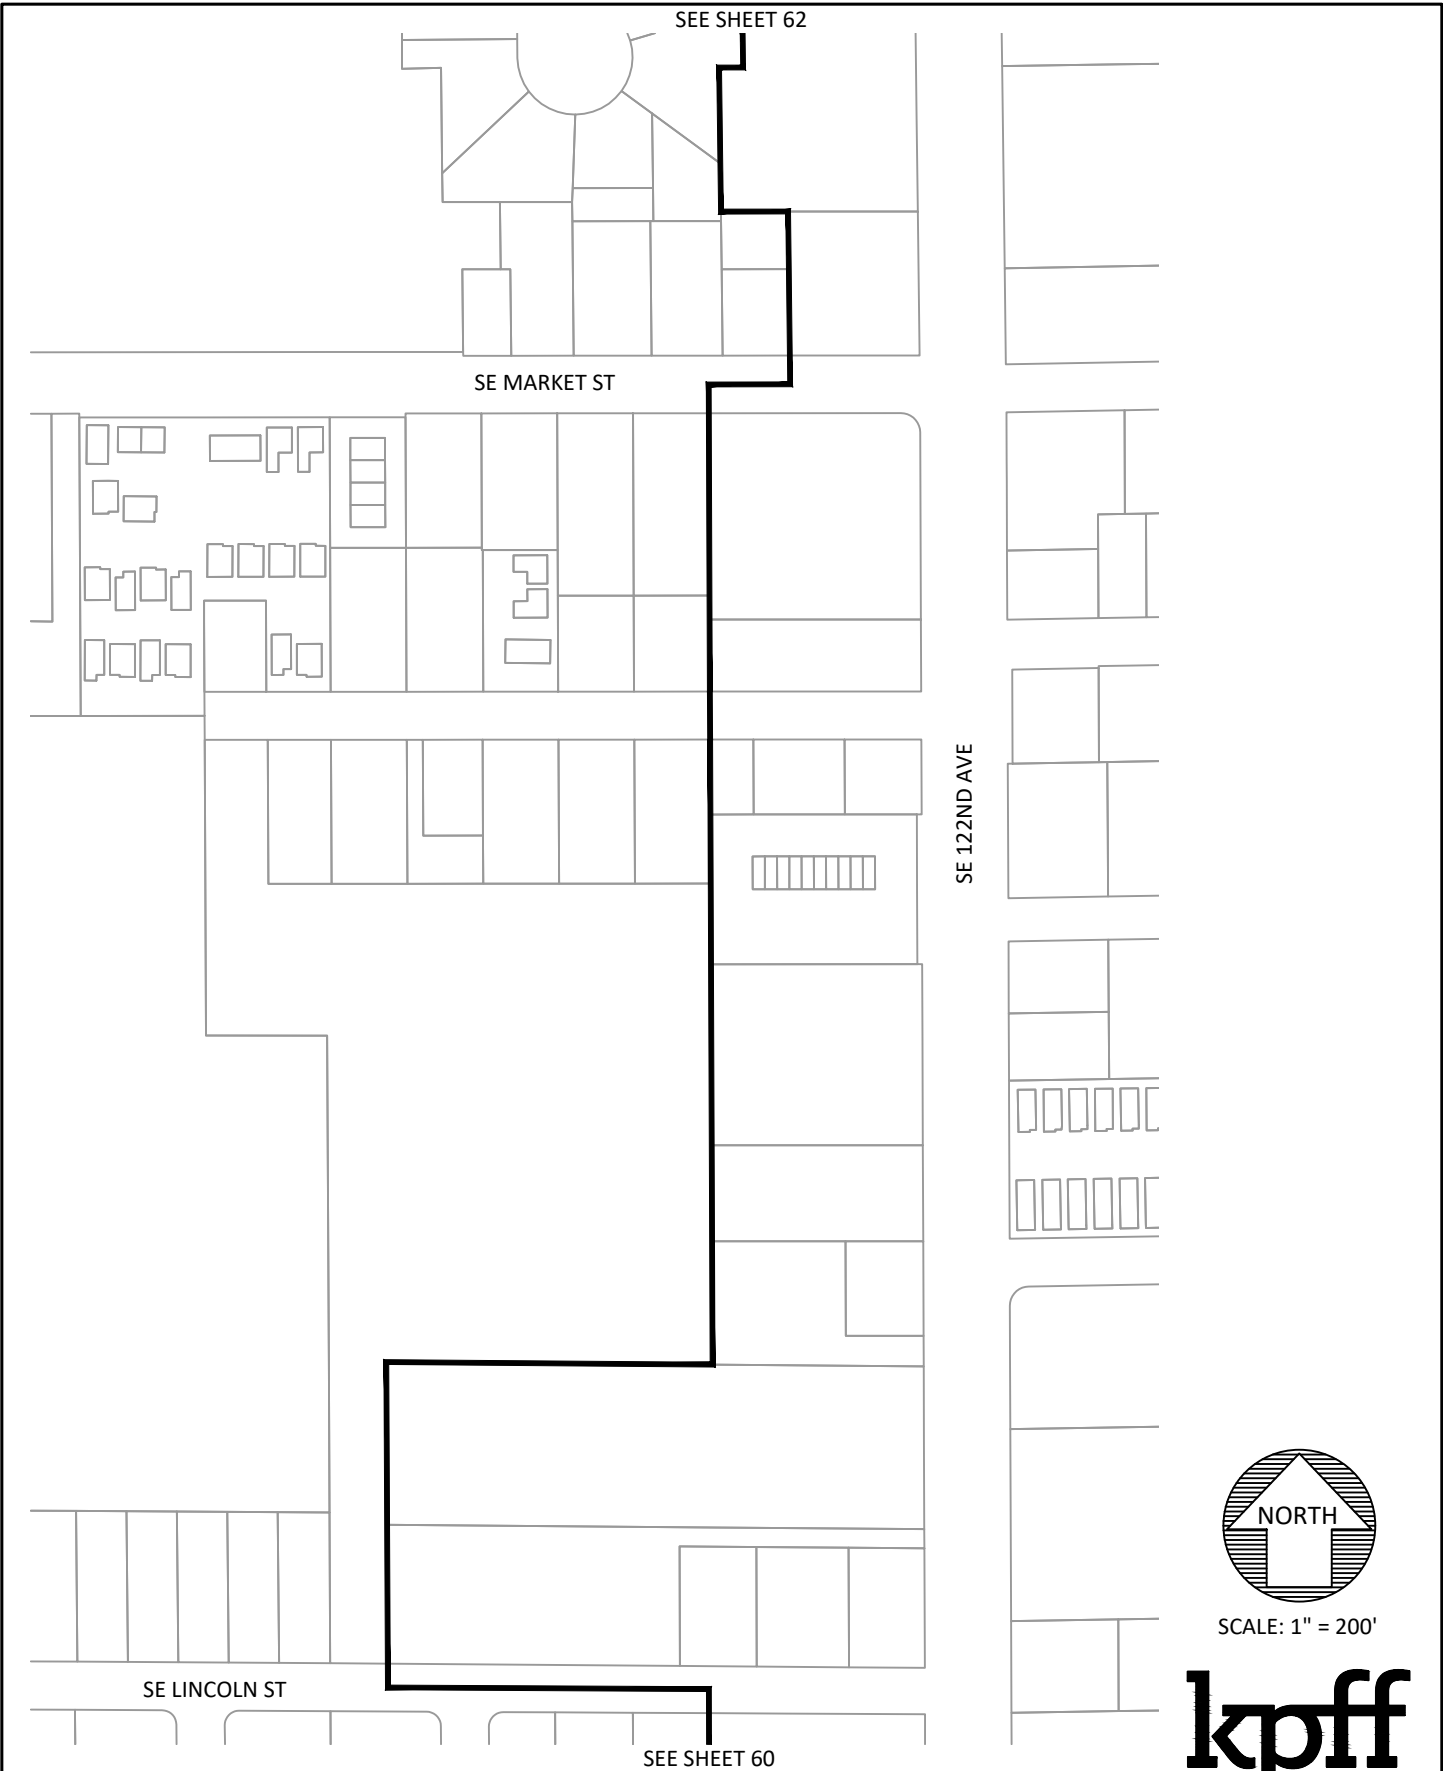 SEE SHEET 62
SE MARKET ST
SE 122ND AVE
NORTH
SCALE: 1" = 200'
SE LINCOLN ST
kpff
SEE SHEET 60